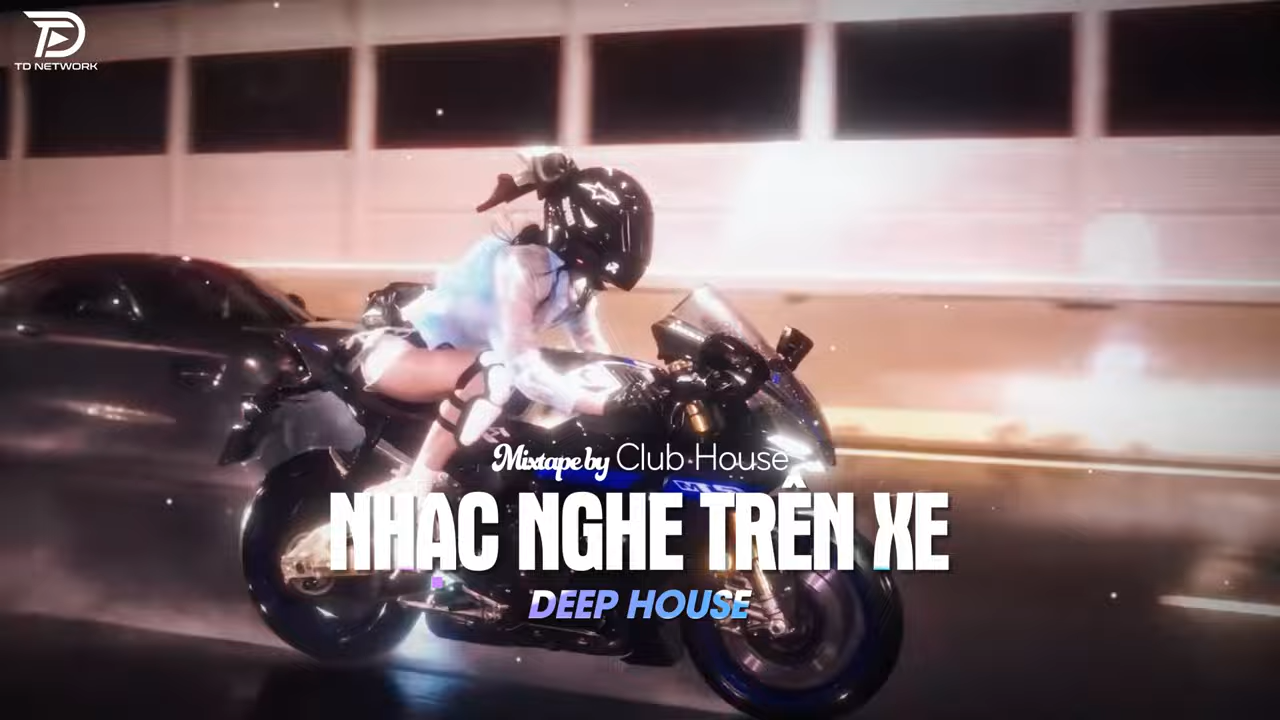 TD NETWORK
Mixtape by Club House
NHẠC NGHE TRÊN XE
DEEP HOUSE